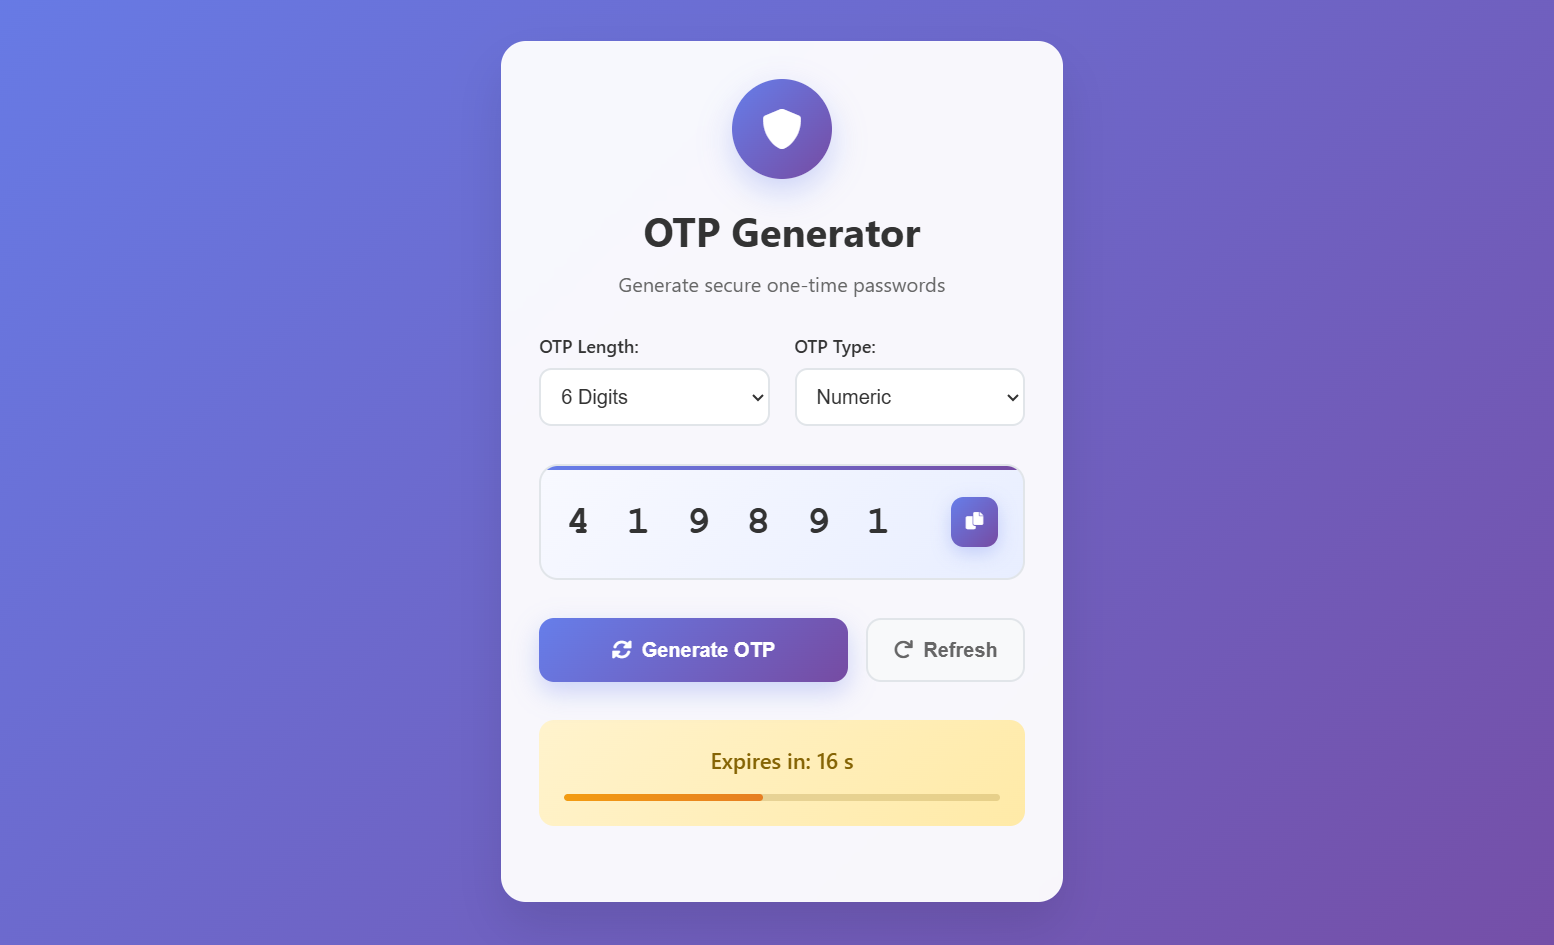 OTP Generator
Generate secure one-time passwords
OTP Length: OTP Type:
6 Digits Numeric
4 1 9 8 9 1
Generate OTP Refresh
Expires in: 16 s